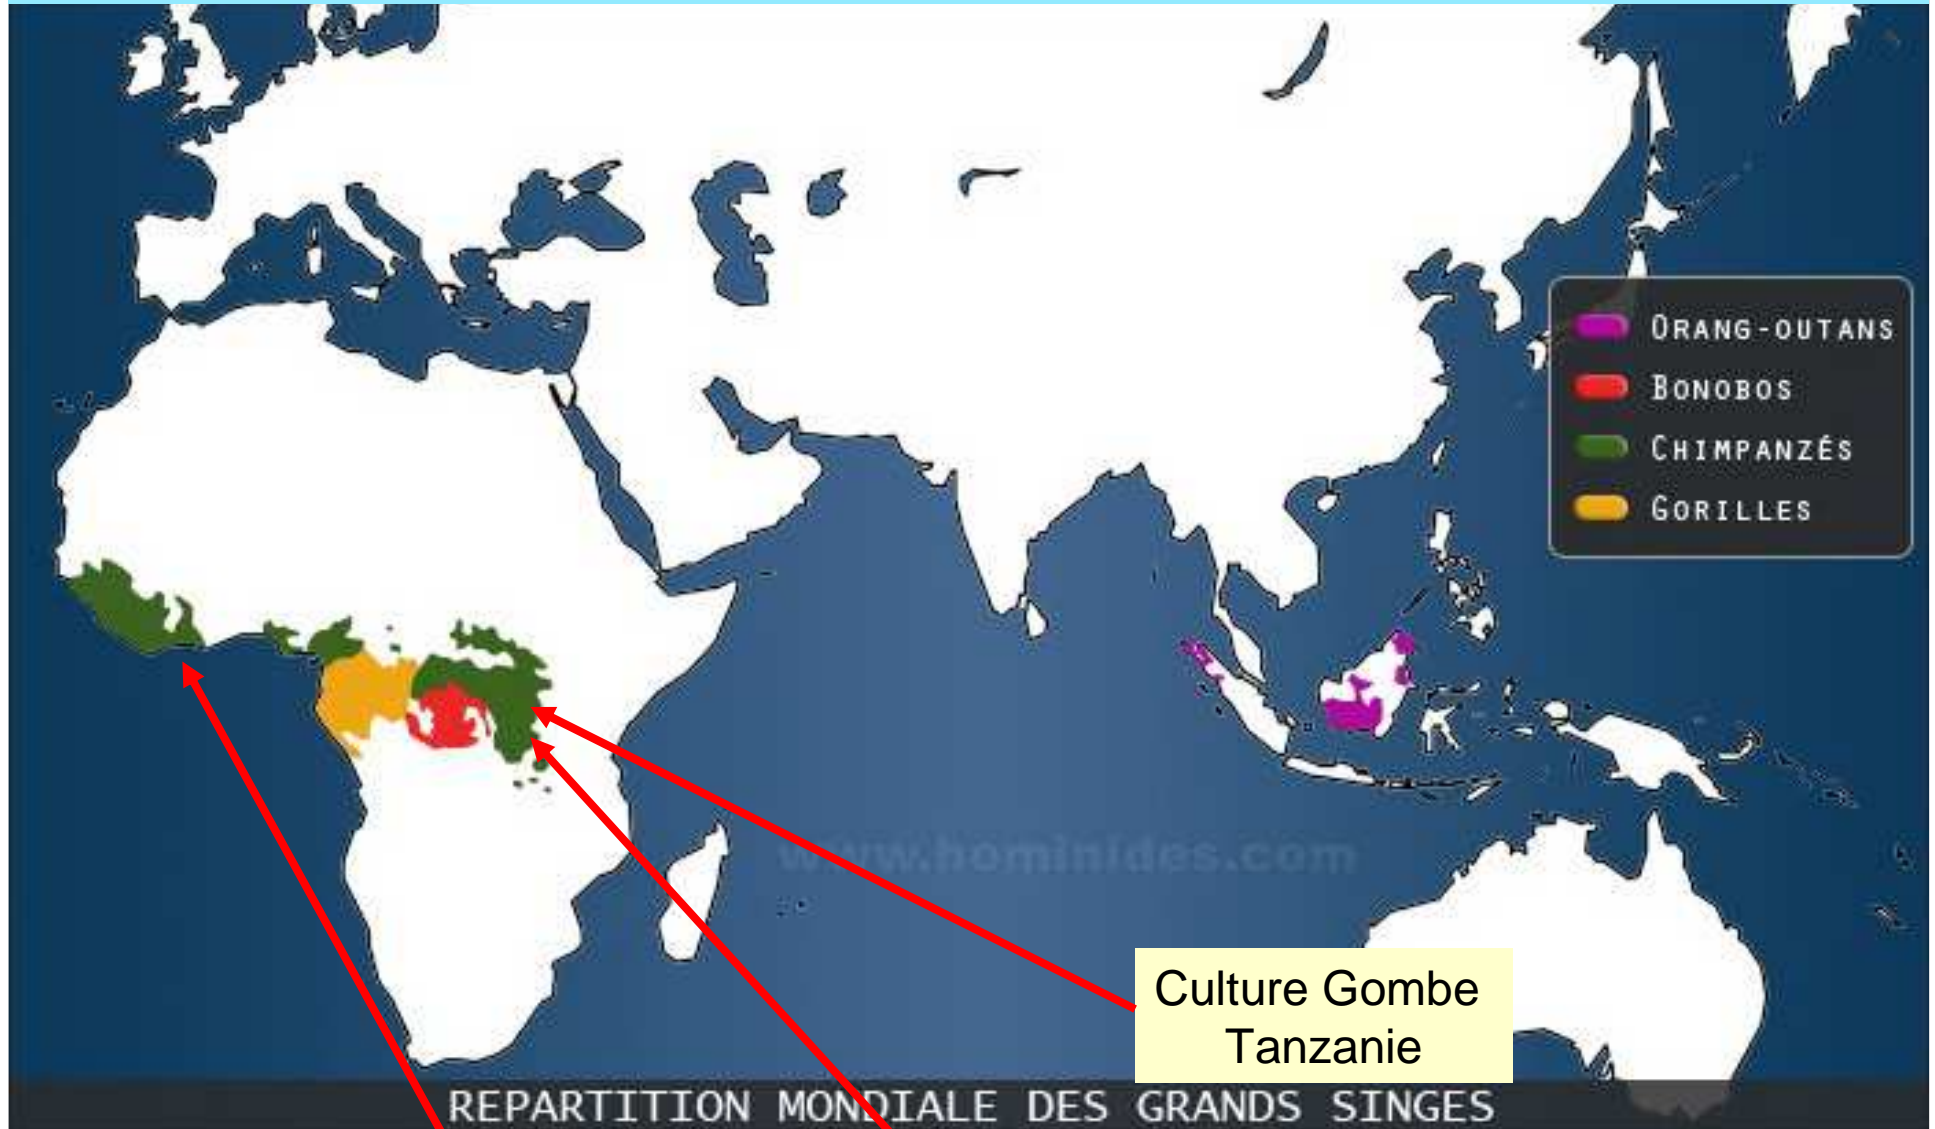 ORANG-OUTANS
BONOBOS
CHIMPANZÉS
GORILLES
www.hominides.com
Culture Gombe
Tanzanie
REPARTITION MONDIALE DES GRANDS SINGES